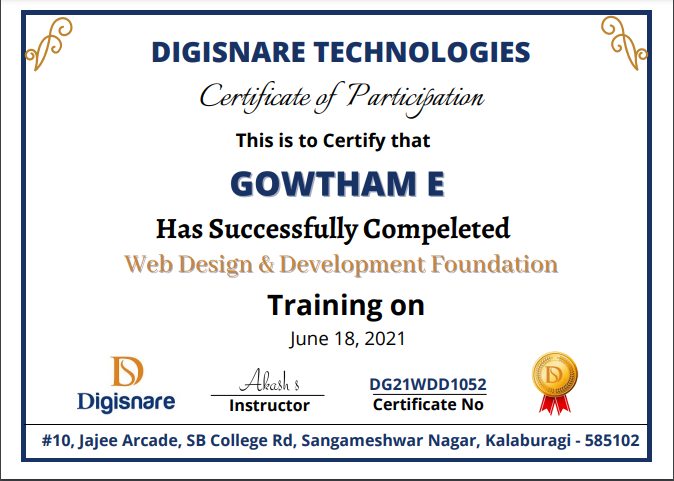 DIGISNARE TECHNOLOGIES
Certificate of Participation
This is to Certify that
GOWTHAM E
Has Successfully Compeleted
Web Design & Development Foundation
Training on
June 18, 2021
DS
Digisnare
Akash s
Instructor
DG21WDD1052
Certificate No
#10, Jajee Arcade, SB College Rd, Sangameshwar Nagar, Kalaburagi - 585102